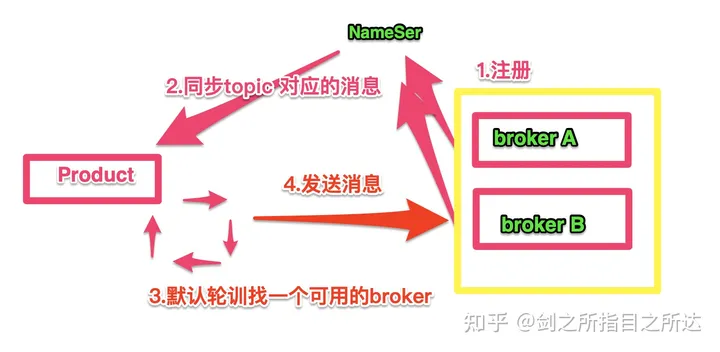 NameSer
1.注册
2.同步topic 对应的消息
broker A
Product
4.发送消息
broker B
3.默认轮训找一个可用的broker
知乎 @剑之所指目之所达